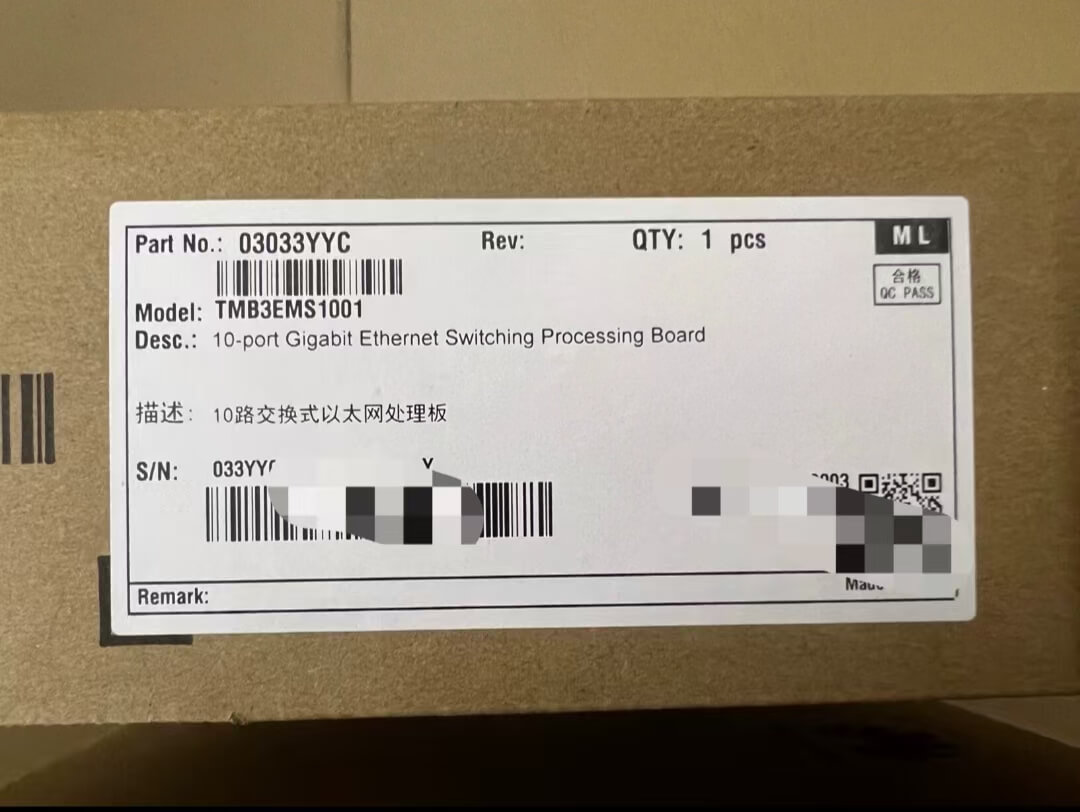 Part No.: 03033YYC Rev: QTY: 1 pcs ML
合格
QC PASS
Model: TMB3EMS1001
Desc.: 10-port Gigabit Ethernet Switching Processing Board
描述: 10路交换式以太网处理板
S/N: 033YY
Remark: